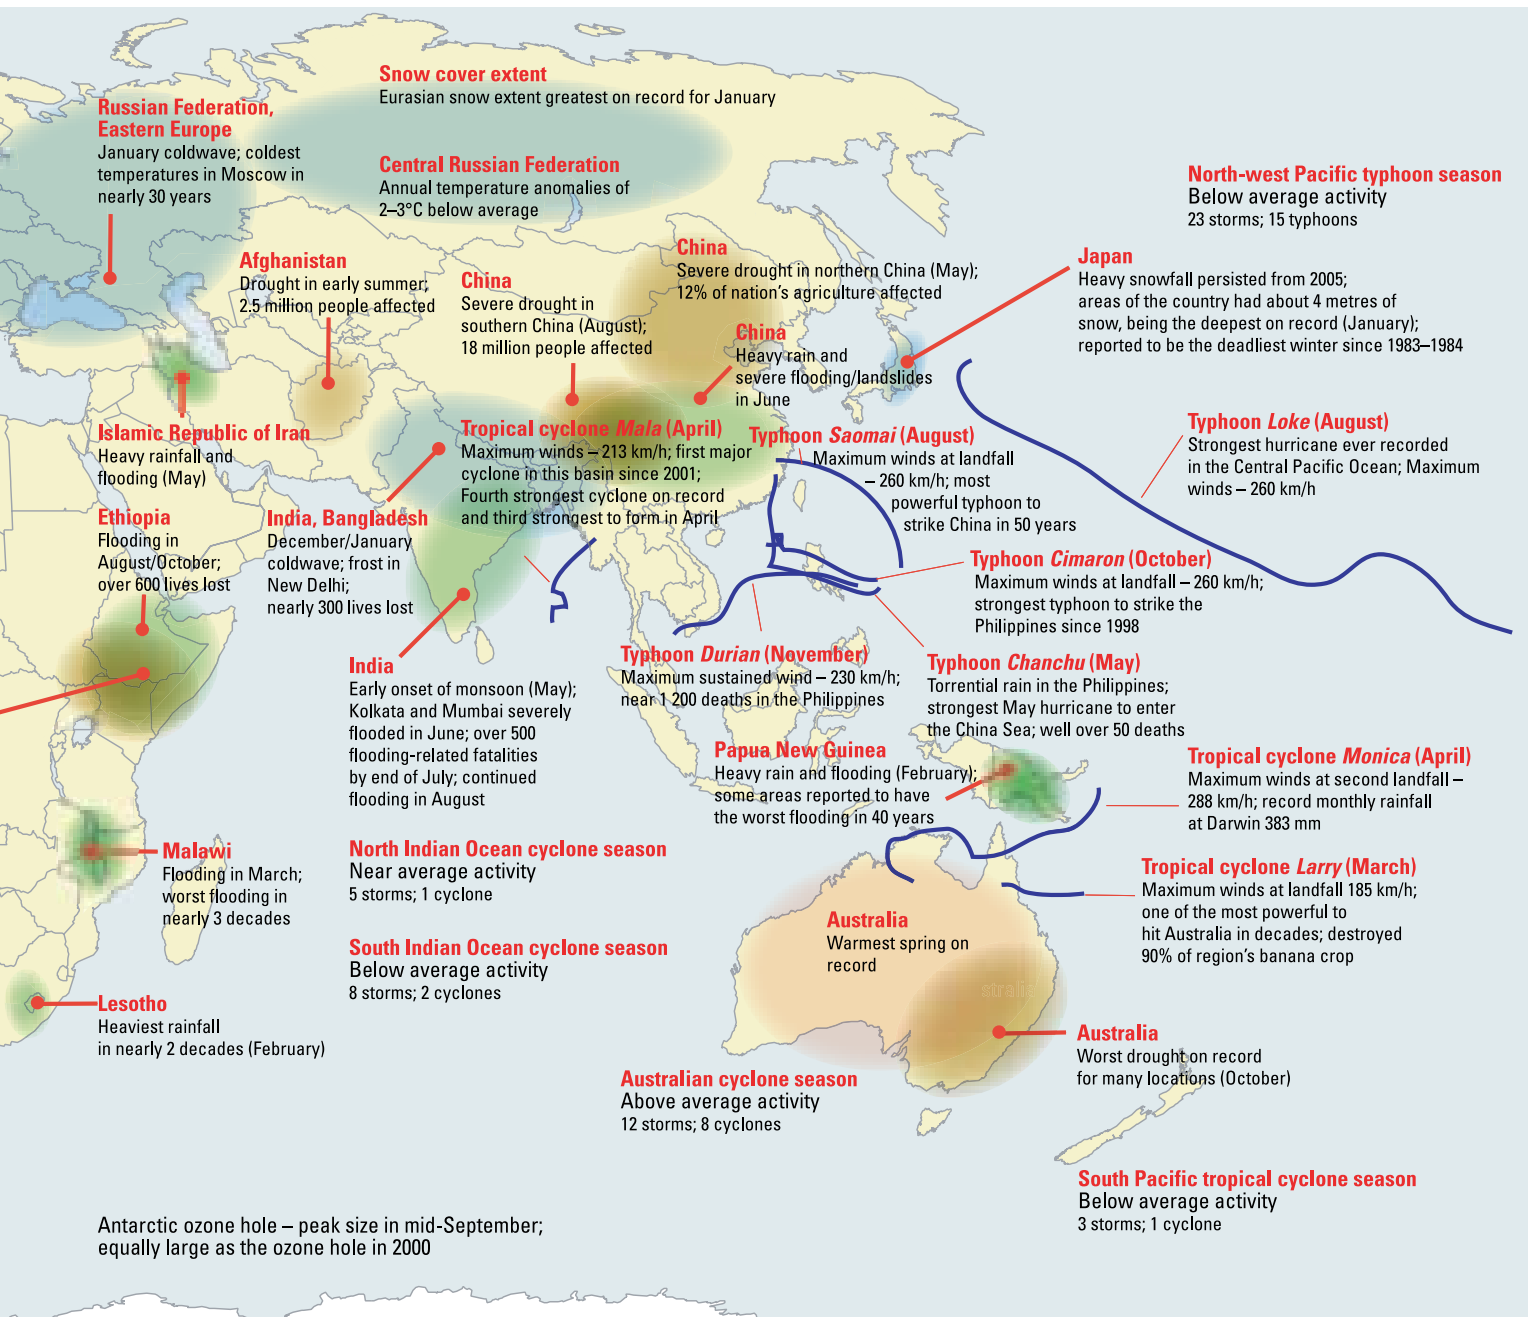 Snow cover extent
Eurasian snow extent greatest on record for January
Russian Federation,
Eastern Europe
January coldwave; coldest
temperatures in Moscow in
nearly 30 years
Central Russian Federation
Annual temperature anomalies of
2–3°C below average
North-west Pacific typhoon season
Below average activity
23 storms; 15 typhoons
Afghanistan
Drought in early summer;
2.5 million people affected
China
Severe drought in
southern China (August);
18 million people affected
China
Severe drought in northern China (May);
12% of nation's agriculture affected
China
Heavy rain and
severe flooding/landslides
in June
Japan
Heavy snowfall persisted from 2005;
areas of the country had about 4 metres of
snow, being the deepest on record (January);
reported to be the deadliest winter since 1983–1984
Islamic Republic of Iran
Heavy rainfall and
flooding (May)
Tropical cyclone Mala (April)
Maximum winds – 213 km/h; first major
cyclone in this basin since 2001;
Fourth strongest cyclone on record
and third strongest to form in April
Typhoon Saomai (August)
Maximum winds at landfall
– 260 km/h; most
powerful typhoon to
strike China in 50 years
Typhoon Loke (August)
Strongest hurricane ever recorded
in the Central Pacific Ocean; Maximum
winds – 260 km/h
Ethiopia
Flooding in
August/October;
over 600 lives lost
India, Bangladesh
December/January
coldwave; frost in
New Delhi;
nearly 300 lives lost
Typhoon Cimaron (October)
Maximum winds at landfall – 260 km/h;
strongest typhoon to strike the
Philippines since 1998
India
Early onset of monsoon (May);
Kolkata and Mumbai severely
flooded in June; over 500
flooding-related fatalities
by end of July; continued
flooding in August
Typhoon Durian (November)
Maximum sustained wind – 230 km/h;
near 1 200 deaths in the Philippines
Typhoon Chanchu (May)
Torrential rain in the Philippines;
strongest May hurricane to enter
the China Sea; well over 50 deaths
Papua New Guinea
Heavy rain and flooding (February);
some areas reported to have
the worst flooding in 40 years
Tropical cyclone Monica (April)
Maximum winds at second landfall –
288 km/h; record monthly rainfall
at Darwin 383 mm
Malawi
Flooding in March;
worst flooding in
nearly 3 decades
North Indian Ocean cyclone season
Near average activity
5 storms; 1 cyclone
Tropical cyclone Larry (March)
Maximum winds at landfall 185 km/h;
one of the most powerful to
hit Australia in decades; destroyed
90% of region's banana crop
South Indian Ocean cyclone season
Below average activity
8 storms; 2 cyclones
Australia
Warmest spring on
record
stralia
Lesotho
Heaviest rainfall
in nearly 2 decades (February)
Australia
Worst drought on record
for many locations (October)
Australian cyclone season
Above average activity
12 storms; 8 cyclones
South Pacific tropical cyclone season
Below average activity
3 storms; 1 cyclone
Antarctic ozone hole – peak size in mid-September;
equally large as the ozone hole in 2000